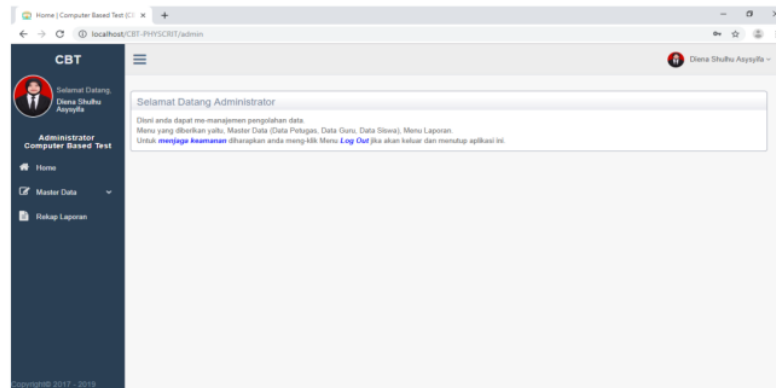 Home | Computer Based Test (C
localhost/CBT-PHYSCRIT/admin
CBT
Selamat Datang,
Diena Shulhu
Asysyifa
Administrator
Computer Based Test
Home
Master Data
Rekap Laporan
Copyright© 2017 - 2019
Diena Shulhu Asysyifa
Selamat Datang Administrator
Disni anda dapat me-manajemen pengolahan data.
Menu yang diberikan yaitu, Master Data (Data Petugas, Data Guru, Data Siswa), Menu Laporan.
Untuk menjaga keamanan diharapkan anda meng-klik Menu Log Out jika akan keluar dan menutup aplikasi ini.